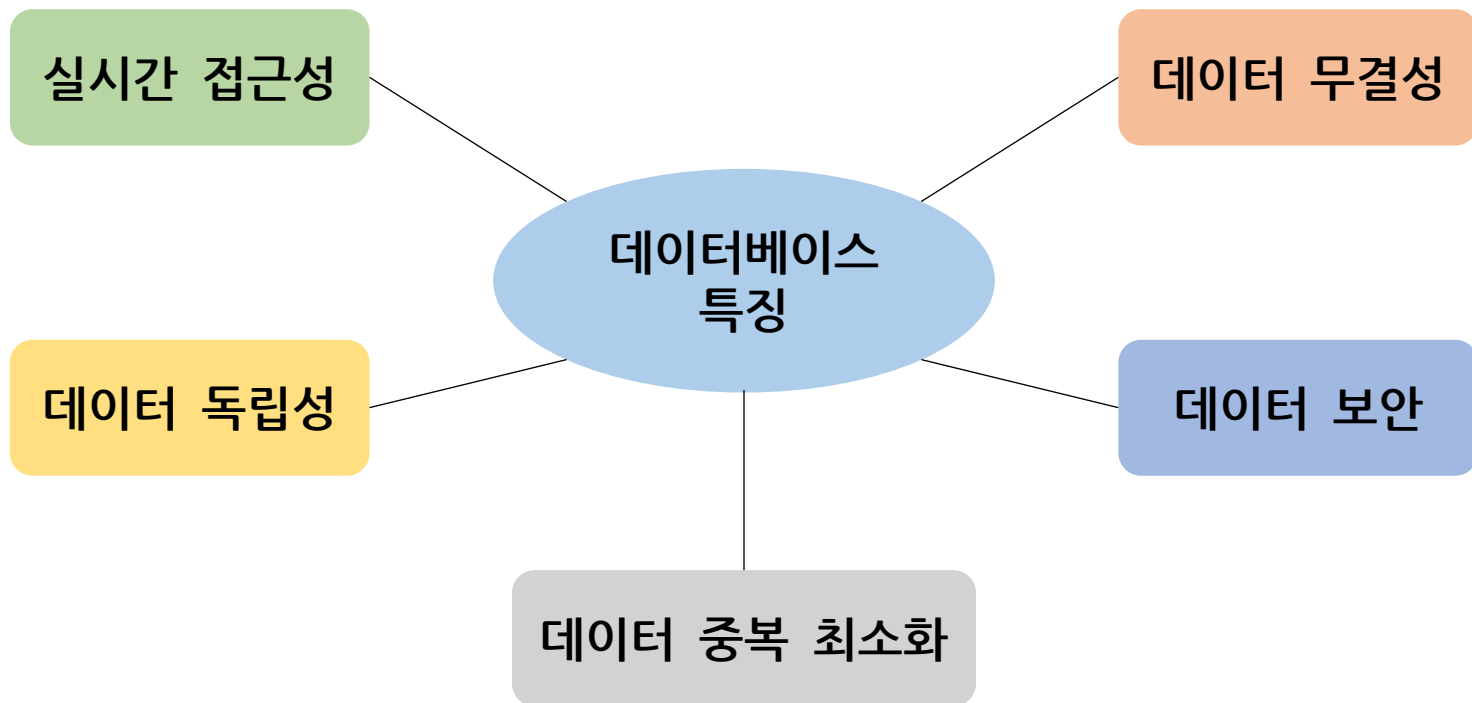 실시간 접근성
데이터 무결성
데이터베이스
특징
데이터 독립성
데이터 보안
데이터 중복 최소화